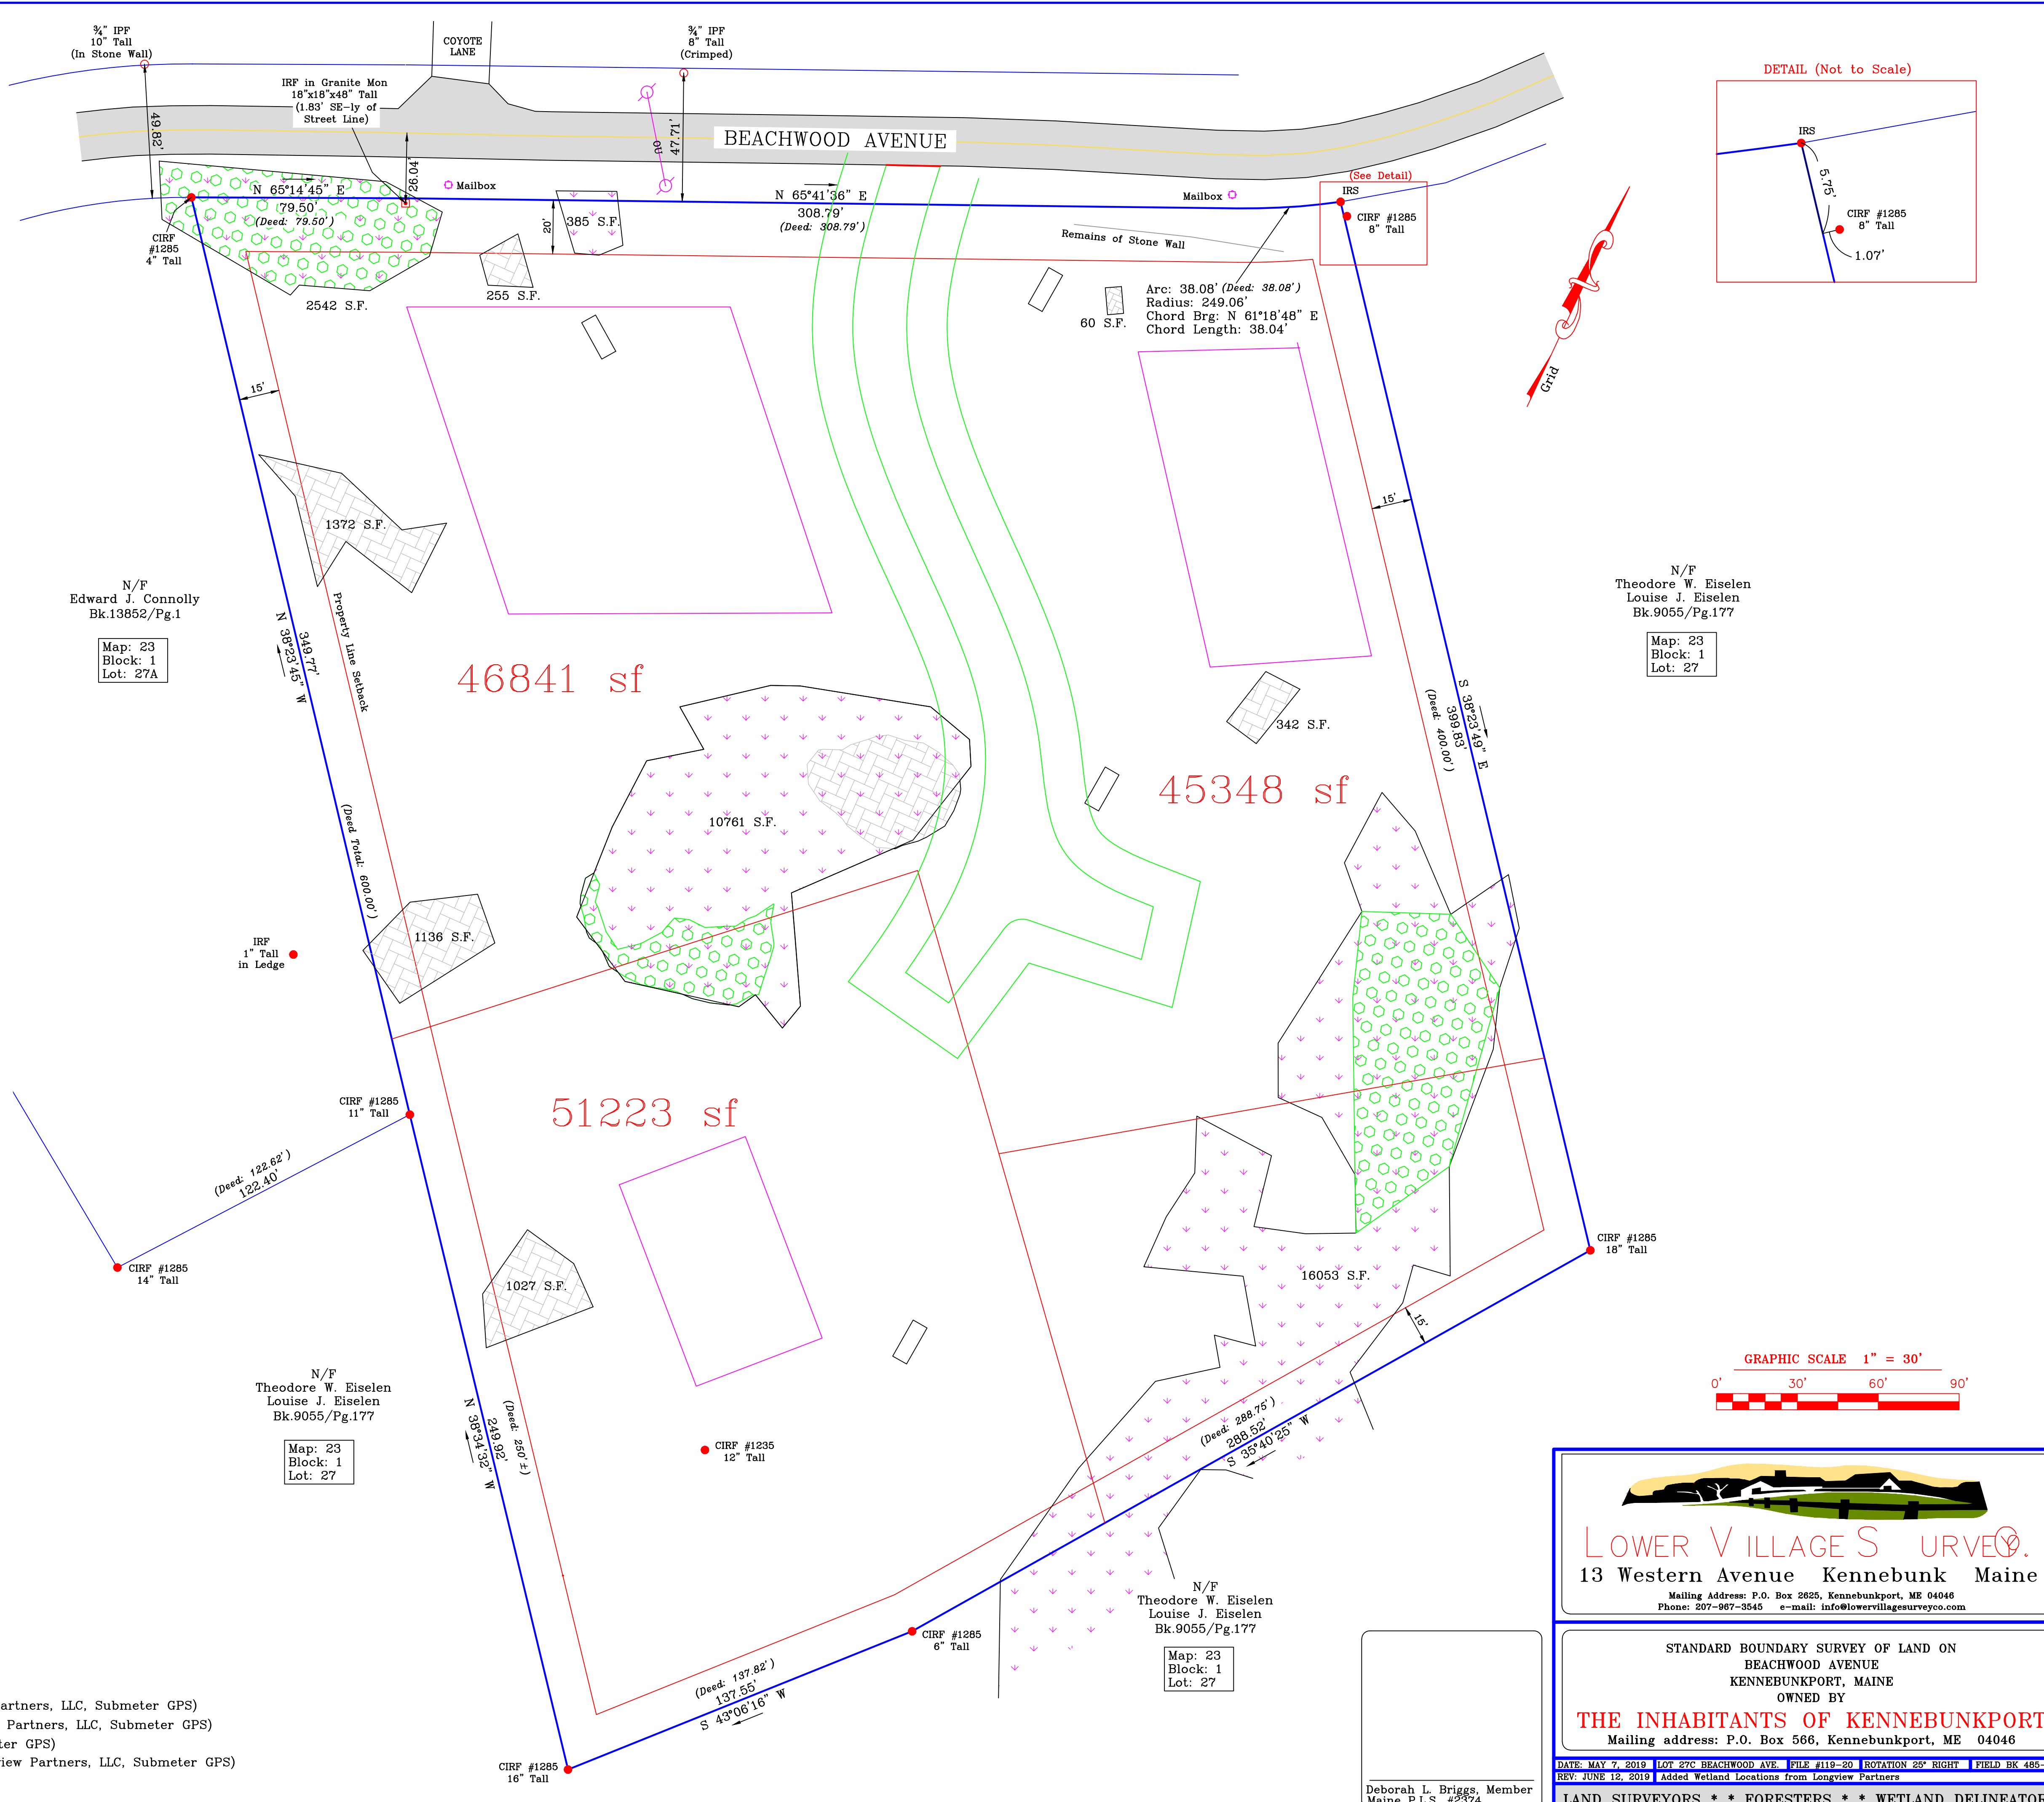 ¾" IPF
10" Tall
(In Stone Wall)
COYOTE
LANE
¾" IPF
8" Tall
(Crimped)
IRF in Granite Mon
18"x18"x48" Tall
(1.83' SE-ly of
Street Line)
49.82'
26.04'
47.71'
BEACHWOOD AVENUE
DETAIL (Not to Scale)
IRS
5.75'
CIRF #1285
8" Tall
1.07'
N 65°14'45" E
79.50'
(Deed: 79.50')
Mailbox
CIRF
#1285
4" Tall
385 S.F.
20'
N 65°41'36" E
308.79'
(Deed: 308.79')
Mailbox
(See Detail)
IRS
CIRF #1285
8" Tall
Remains of Stone Wall
2542 S.F.
255 S.F.
60 S.F.
Arc: 38.08' (Deed: 38.08')
Radius: 249.06'
Chord Brg: N 61°18'48" E
Chord Length: 38.04'
Grid
15'
15'
1372 S.F.
N/F
Edward J. Connolly
Bk.13852/Pg.1
Map: 23
Block: 1
Lot: 27A
349.77'
N 38°23'45" W
Property Line Setback
(Deed Total: 600.00')
N/F
Theodore W. Eiselen
Louise J. Eiselen
Bk.9055/Pg.177
Map: 23
Block: 1
Lot: 27
46841 sf
S 38°23'49" E
399.83'
(Deed: 400.00')
342 S.F.
45348 sf
10761 S.F.
1136 S.F.
IRF
1" Tall
in Ledge
CIRF #1285
11" Tall
51223 sf
(Deed: 122.62')
122.40'
CIRF #1285
14" Tall
CIRF #1285
18" Tall
1027 S.F.
16053 S.F.
15'
N/F
Theodore W. Eiselen
Louise J. Eiselen
Bk.9055/Pg.177
Map: 23
Block: 1
Lot: 27
(Deed: 250'±)
249.92'
N 38°34'32" W
CIRF #1235
12" Tall
(Deed: 288.75')
288.52'
S 35°40'25" W
GRAPHIC SCALE 1" = 30'
0' 30' 60' 90'
N/F
Theodore W. Eiselen
Louise J. Eiselen
Bk.9055/Pg.177
Map: 23
Block: 1
Lot: 27
CIRF #1285
6" Tall
(Deed: 137.82')
137.55'
S 43°06'16" W
CIRF #1285
16" Tall
artners, LLC, Submeter GPS)
Partners, LLC, Submeter GPS)
ter GPS)
view Partners, LLC, Submeter GPS)
LOWER VILLAGE SURVEY CO.
13 Western Avenue Kennebunk Maine
Mailing Address: P.O. Box 2625, Kennebunkport, ME 04046
Phone: 207-967-3545 e-mail: info@lowervillagesurveyco.com
STANDARD BOUNDARY SURVEY OF LAND ON
BEACHWOOD AVENUE
KENNEBUNKPORT, MAINE
OWNED BY
THE INHABITANTS OF KENNEBUNKPORT
Mailing address: P.O. Box 566, Kennebunkport, ME 04046
DATE: MAY 7, 2019 LOT 27C BEACHWOOD AVE. FILE #119-20 ROTATION 25° RIGHT FIELD BK 485-
REV: JUNE 12, 2019 Added Wetland Locations from Longview Partners
LAND SURVEYORS * * FORESTERS * * WETLAND DELINEATOR
Deborah L. Briggs, Member
Maine P.L.S. #2374